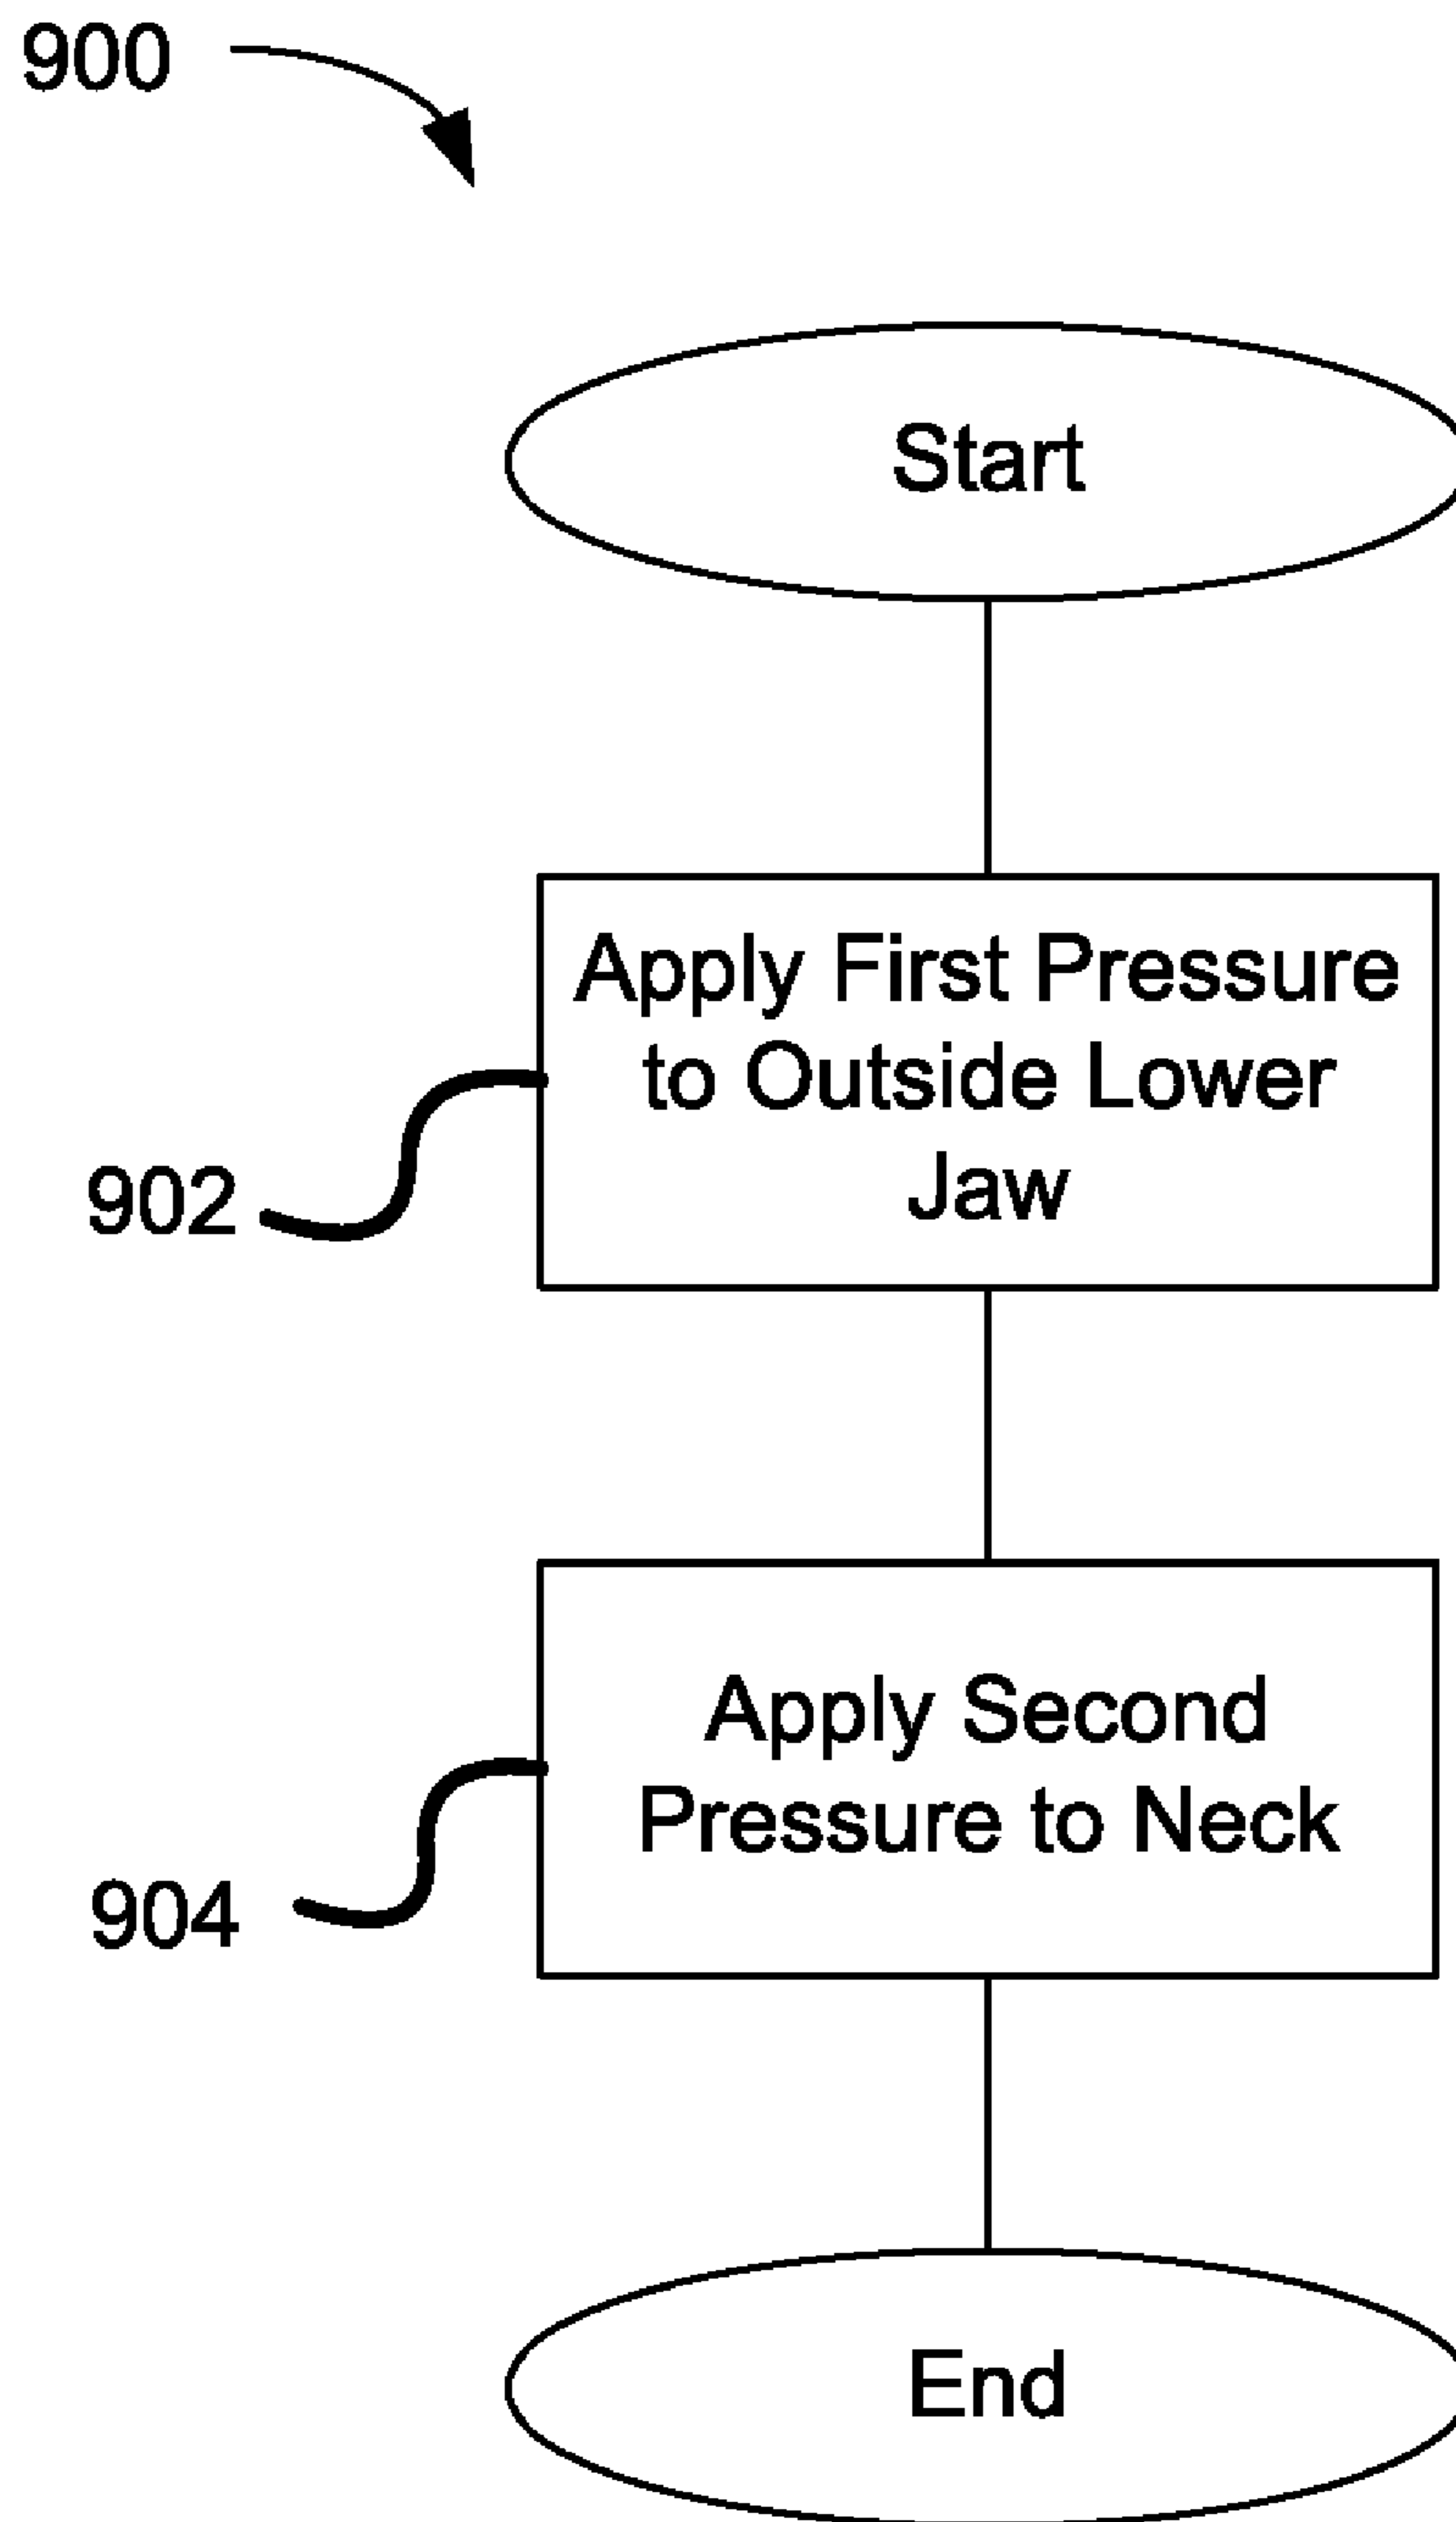 900
Start
Apply First Pressure
to Outside Lower
Jaw
902
Apply Second
Pressure to Neck
904
End